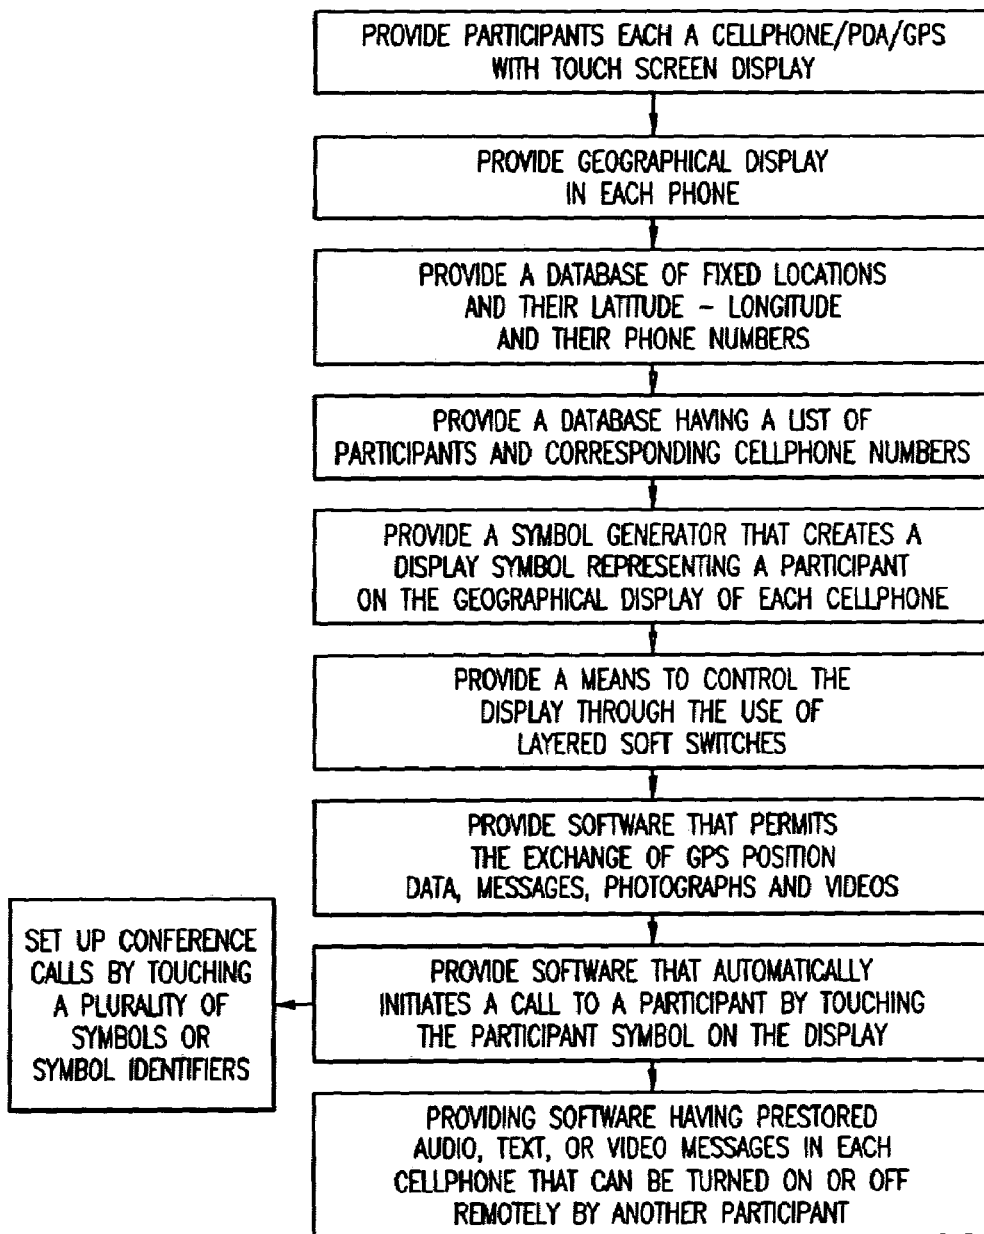 PROVIDE PARTICIPANTS EACH A CELLPHONE/PDA/GPS
WITH TOUCH SCREEN DISPLAY
PROVIDE GEOGRAPHICAL DISPLAY
IN EACH PHONE
PROVIDE A DATABASE OF FIXED LOCATIONS
AND THEIR LATITUDE – LONGITUDE
AND THEIR PHONE NUMBERS
PROVIDE A DATABASE HAVING A LIST OF
PARTICIPANTS AND CORRESPONDING CELLPHONE NUMBERS
PROVIDE A SYMBOL GENERATOR THAT CREATES A
DISPLAY SYMBOL REPRESENTING A PARTICIPANT
ON THE GEOGRAPHICAL DISPLAY OF EACH CELLPHONE
PROVIDE A MEANS TO CONTROL THE
DISPLAY THROUGH THE USE OF
LAYERED SOFT SWITCHES
PROVIDE SOFTWARE THAT PERMITS
THE EXCHANGE OF GPS POSITION
DATA, MESSAGES, PHOTOGRAPHS AND VIDEOS
PROVIDE SOFTWARE THAT AUTOMATICALLY
INITIATES A CALL TO A PARTICIPANT BY TOUCHING
THE PARTICIPANT SYMBOL ON THE DISPLAY
SET UP CONFERENCE
CALLS BY TOUCHING
A PLURALITY OF
SYMBOLS OR
SYMBOL IDENTIFIERS
PROVIDING SOFTWARE HAVING PRESTORED
AUDIO, TEXT, OR VIDEO MESSAGES IN EACH
CELLPHONE THAT CAN BE TURNED ON OR OFF
REMOTELY BY ANOTHER PARTICIPANT